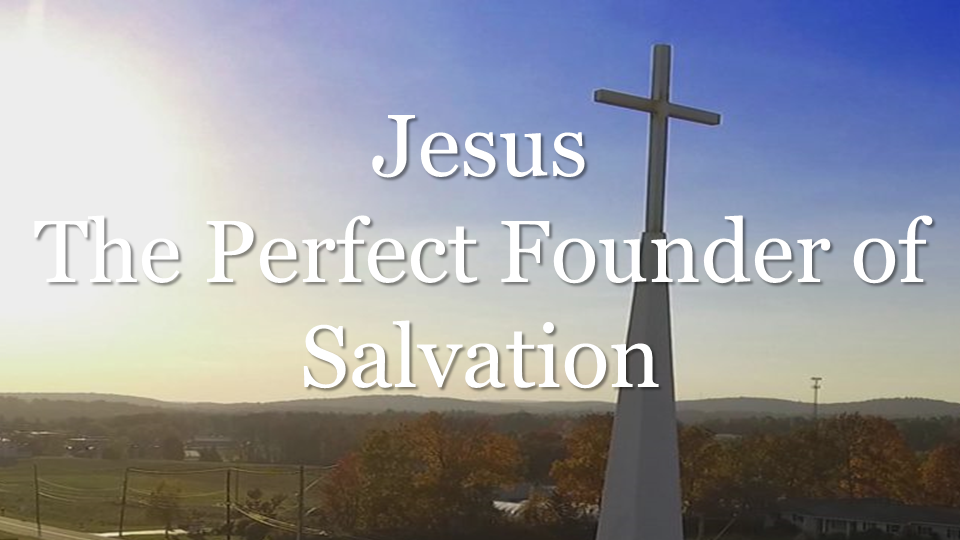 Jesus
The Perfect Founder of
Salvation